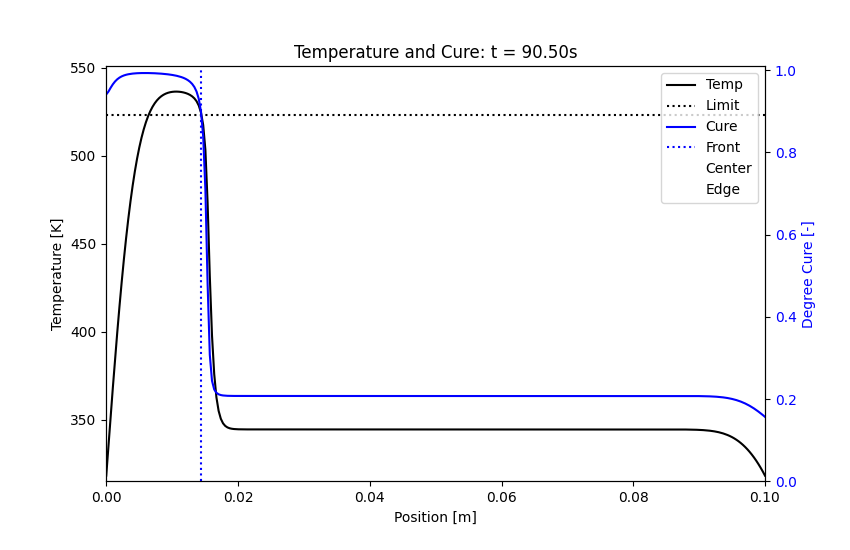 Temperature and Cure: t = 90.50s
550
500
450
400
350
Temperature [K]
1.0
0.8
0.6
0.4
0.2
0.0
Degree Cure [-]
Temp
Limit
Cure
Front
Center
Edge
0.00 0.02 0.04 0.06 0.08 0.10
Position [m]